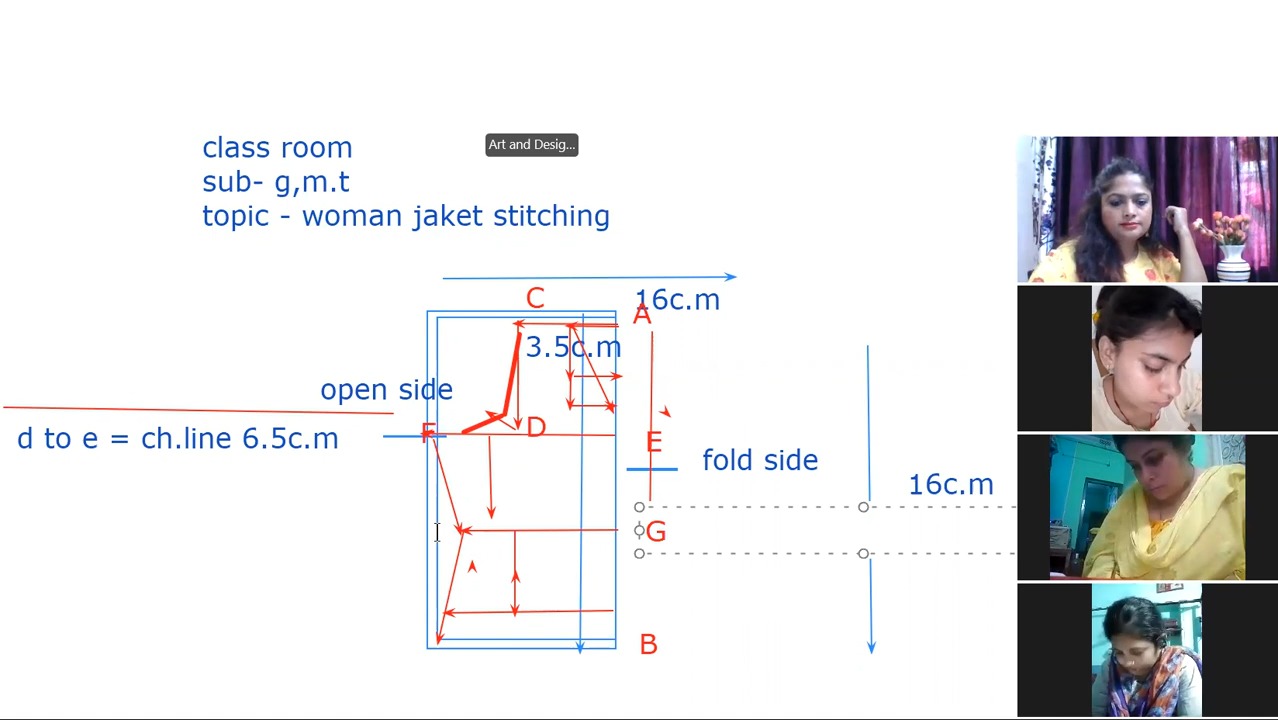 class room
Art and Desig...
sub- g,m.t
topic - woman jaket stitching
C
16c.m
A
3.5c.m
open side
F
D
d to e = ch.line 6.5c.m
E
fold side
16c.m
G
B